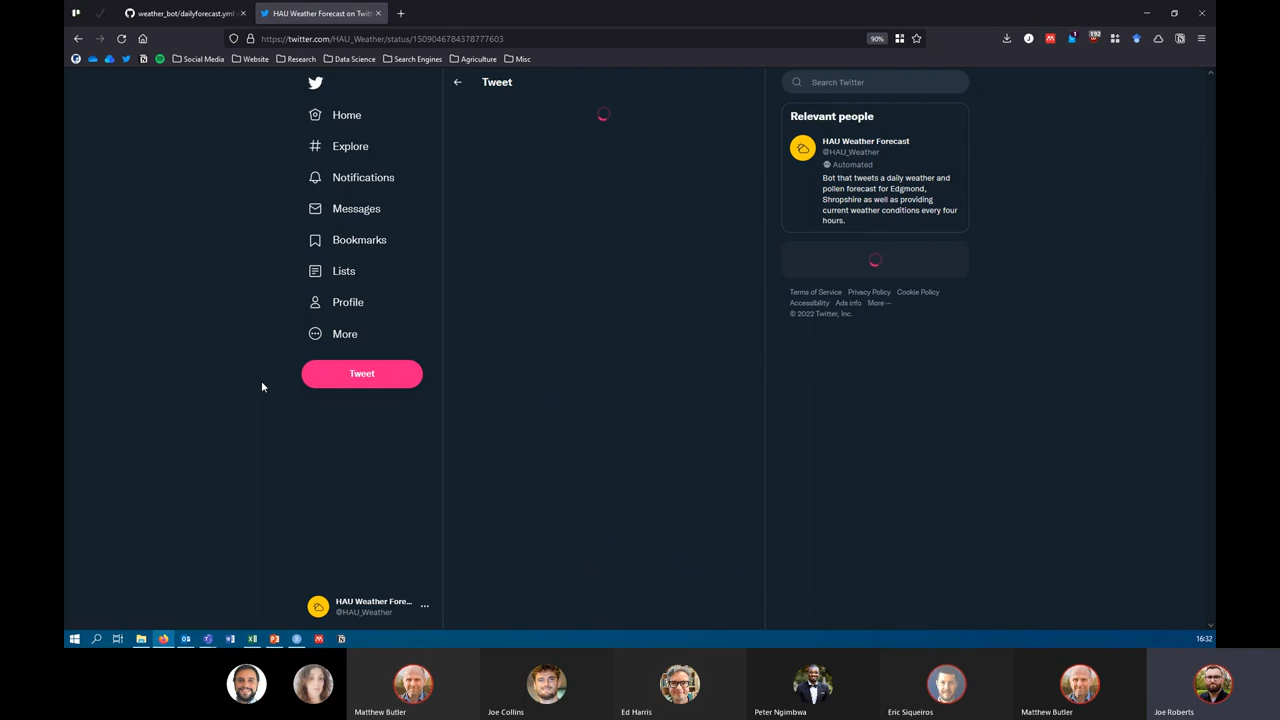 weather_bot/dailyforecast.yml a
HAU Weather Forecast on Twitt
https://twitter.com/HAU_Weather/status/1509046784378777603
90%
1
192
Social Media
Website
Research
Data Science
Search Engines
Agriculture
Misc
Home
Explore
Notifications
Messages
Bookmarks
Lists
Profile
More
Tweet
HAU Weather Fore...
@HAU_Weather
Tweet
Search Twitter
Relevant people
HAU Weather Forecast
@HAU_Weather
Automated
Bot that tweets a daily weather and
pollen forecast for Edgmond,
Shropshire as well as providing
current weather conditions every four
hours.
Terms of Service Privacy Policy Cookie Policy
Accessibility Ads info More ...
© 2022 Twitter, Inc.
16:32
Matthew Butler
Joe Collins
Ed Harris
Peter Ngimbwa
Eric Siqueiros
Matthew Butler
Joe Roberts